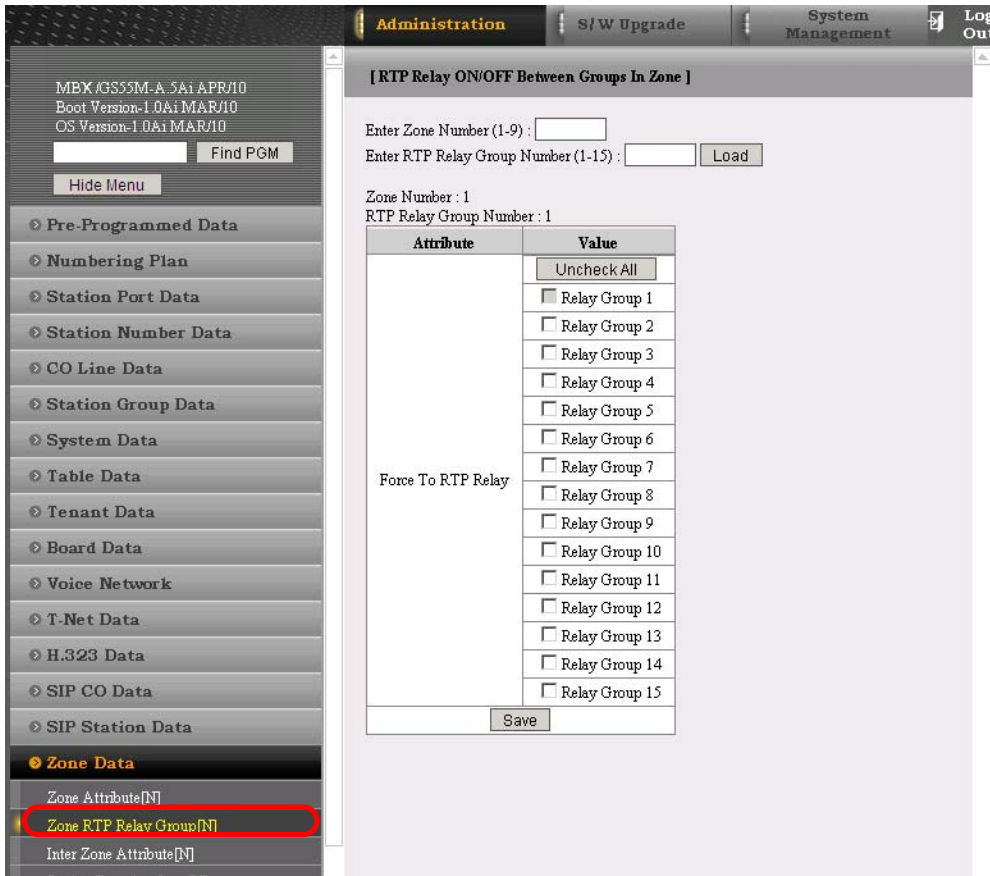 Administration
S/W Upgrade
System
Management
Log
Out
MBX /GS55M-A.5Ai APR/10
Boot Version-1.0Ai MAR/10
OS Version-1.0Ai MAR/10
Find PGM
Hide Menu
Pre-Programmed Data
Numbering Plan
Station Port Data
Station Number Data
CO Line Data
Station Group Data
System Data
Table Data
Tenant Data
Board Data
Voice Network
T-Net Data
H.323 Data
SIP CO Data
SIP Station Data
Zone Data
Zone Attribute[N]
Zone RTP Relay Group[N]
Inter Zone Attribute[N]
[ RTP Relay ON/OFF Between Groups In Zone ]
Enter Zone Number (1-9) :
Enter RTP Relay Group Number (1-15) : Load
Zone Number : 1
RTP Relay Group Number : 1
Attribute Value
Uncheck All
Relay Group 1
Relay Group 2
Relay Group 3
Relay Group 4
Relay Group 5
Relay Group 6
Force To RTP Relay
Relay Group 7
Relay Group 8
Relay Group 9
Relay Group 10
Relay Group 11
Relay Group 12
Relay Group 13
Relay Group 14
Relay Group 15
Save